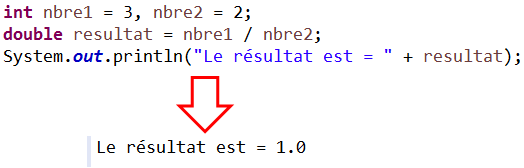 int nbre1 = 3, nbre2 = 2;
double resultat = nbre1 / nbre2;
System.out.println("Le résultat est = " + resultat);
Le résultat est = 1.0